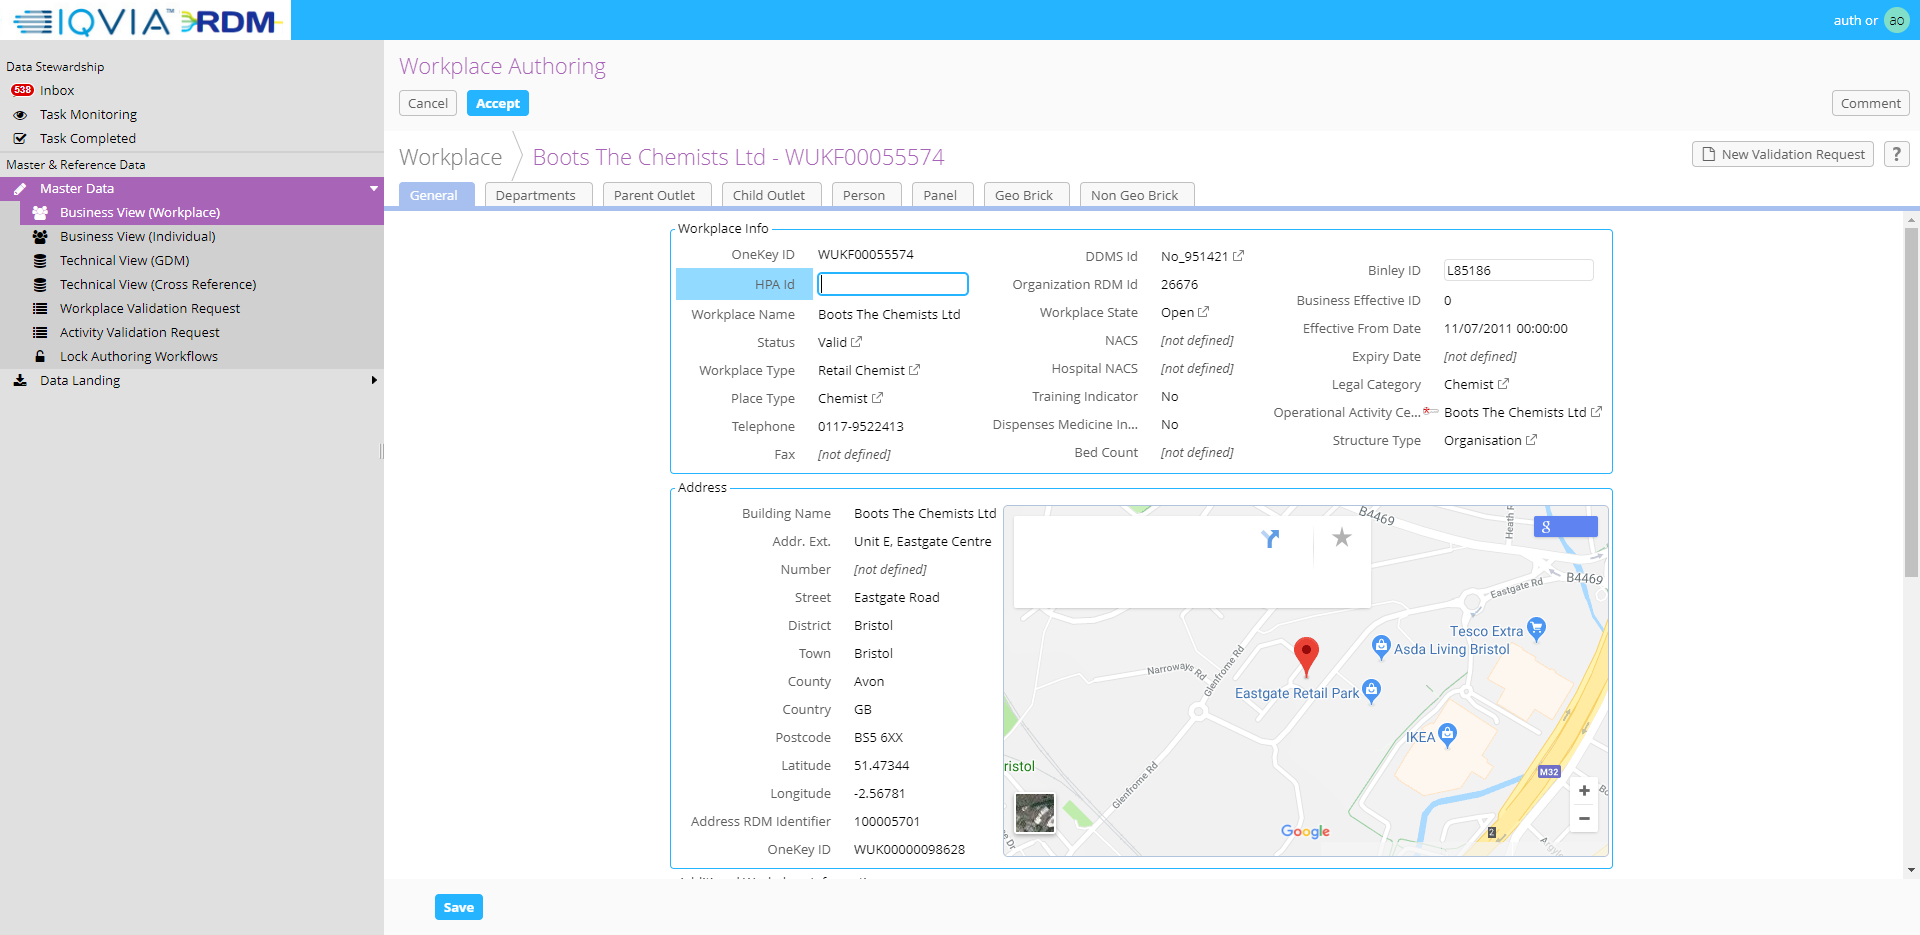 IQVIA™ RDM
auth or ao
Data Stewardship
538 Inbox
Task Monitoring
Task Completed
Master & Reference Data
Master Data
Business View (Workplace)
Business View (Individual)
Technical View (GDM)
Technical View (Cross Reference)
Workplace Validation Request
Activity Validation Request
Lock Authoring Workflows
Data Landing
Workplace Authoring
Cancel Accept Comment
Workplace Boots The Chemists Ltd - WUKF00055574 New Validation Request ?
General Departments Parent Outlet Child Outlet Person Panel Geo Brick Non Geo Brick
Workplace Info
OneKey ID WUKF00055574
HPA Id
Workplace Name Boots The Chemists Ltd
Status Valid
Workplace Type Retail Chemist
Place Type Chemist
Telephone 0117-9522413
Fax [not defined]
DDMS Id No_951421
Organization RDM Id 26676
Workplace State Open
NACS [not defined]
Hospital NACS [not defined]
Training Indicator No
Dispenses Medicine In... No
Bed Count [not defined]
Binley ID L85186
Business Effective ID 0
Effective From Date 11/07/2011 00:00:00
Expiry Date [not defined]
Legal Category Chemist
Operational Activity Ce... Boots The Chemists Ltd
Structure Type Organisation
Address
Building Name Boots The Chemists Ltd
Addr. Ext. Unit E, Eastgate Centre
Number [not defined]
Street Eastgate Road
District Bristol
Town Bristol
County Avon
Country GB
Postcode BS5 6XX
Latitude 51.47344
Longitude -2.56781
Address RDM Identifier 100005701
OneKey ID WUK00000098628
B4469
Heath R
g
B4469
Eastgate Rd
Tesco Extra
Asda Living Bristol
Narroways Rd
Glenfrome Rd
Eastgate Retail Park
IKEA
ristol
M32
Glenfrome Rd
+
−
Google
2
Save